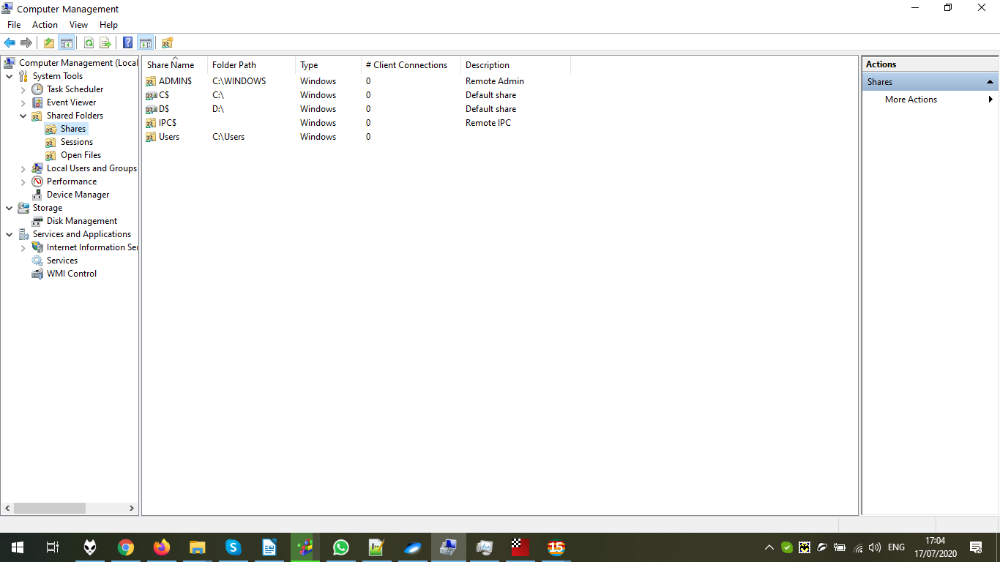 Computer Management
File Action View Help
Computer Management (Local
System Tools
Task Scheduler
Event Viewer
Shared Folders
Shares
Sessions
Open Files
Local Users and Groups
Performance
Device Manager
Storage
Disk Management
Services and Applications
Internet Information Ser
Services
WMI Control
Share Name Folder Path Type # Client Connections Description
ADMIN$ C:\WINDOWS Windows 0 Remote Admin
C$ C:\ Windows 0 Default share
D$ D:\ Windows 0 Default share
IPC$ Windows 0 Remote IPC
Users C:\Users Windows 0
Actions
Shares
More Actions
15
ENG
17:04
17/07/2020